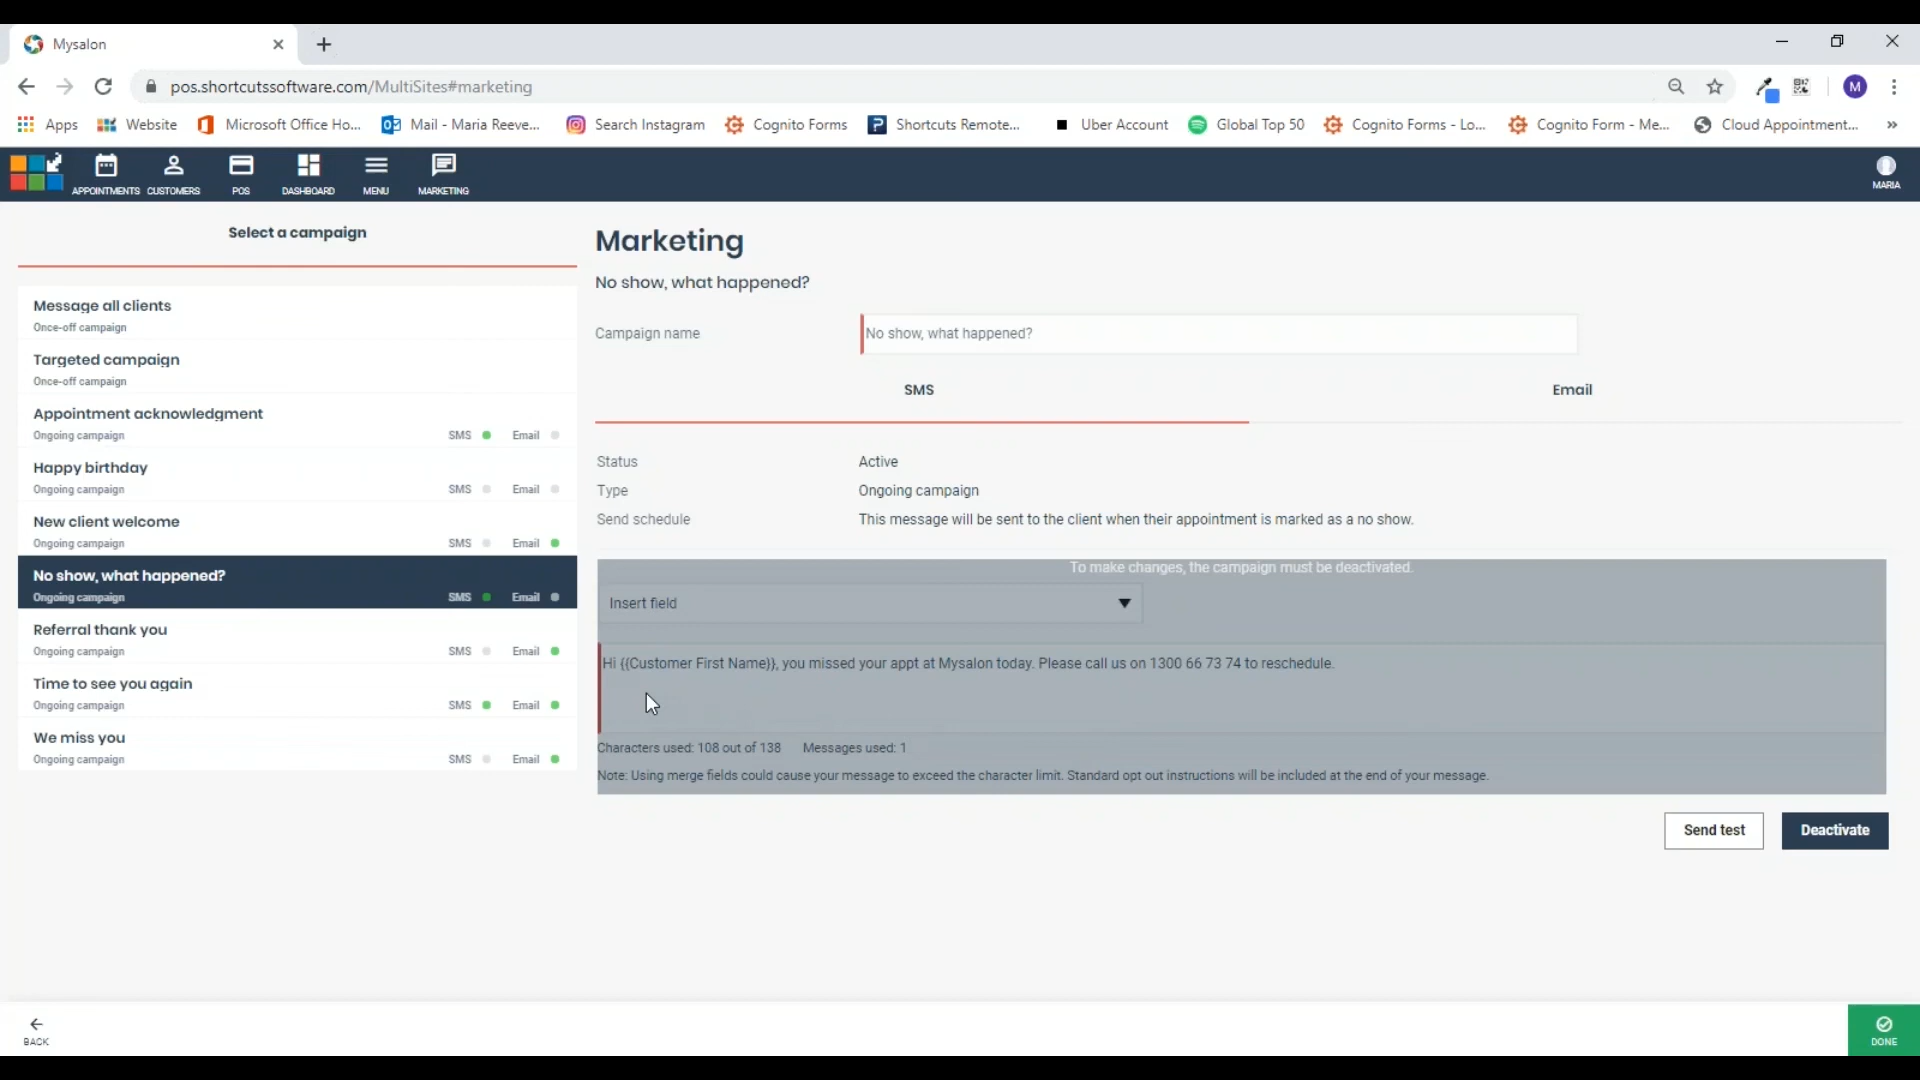 Mysalon
pos.shortcutssoftware.com/MultiSites#marketing
M
Apps
Website
Microsoft Office Ho...
Mail - Maria Reeve...
Search Instagram
Cognito Forms
Shortcuts Remote...
Uber Account
Global Top 50
Cognito Forms - Lo...
Cognito Form - Me...
Cloud Appointment...
»
APPOINTMENTS
CUSTOMERS
POS
DASHBOARD
MENU
MARKETING
MARIA
Select a campaign
Message all clients
Once-off campaign
Targeted campaign
Once-off campaign
Appointment acknowledgment
Ongoing campaign SMS Email
Happy birthday
Ongoing campaign SMS Email
New client welcome
Ongoing campaign SMS Email
No show, what happened?
Ongoing campaign SMS Email
Referral thank you
Ongoing campaign SMS Email
Time to see you again
Ongoing campaign SMS Email
We miss you
Ongoing campaign SMS Email
Marketing
No show, what happened?
Campaign name No show, what happened?
SMS Email
Status Active
Type Ongoing campaign
Send schedule This message will be sent to the client when their appointment is marked as a no show.
To make changes, the campaign must be deactivated.
Insert field
Hi {{Customer First Name}}, you missed your appt at Mysalon today. Please call us on 1300 66 73 74 to reschedule.
Characters used: 108 out of 138 Messages used: 1
Note: Using merge fields could cause your message to exceed the character limit. Standard opt out instructions will be included at the end of your message.
Send test Deactivate
BACK
DONE